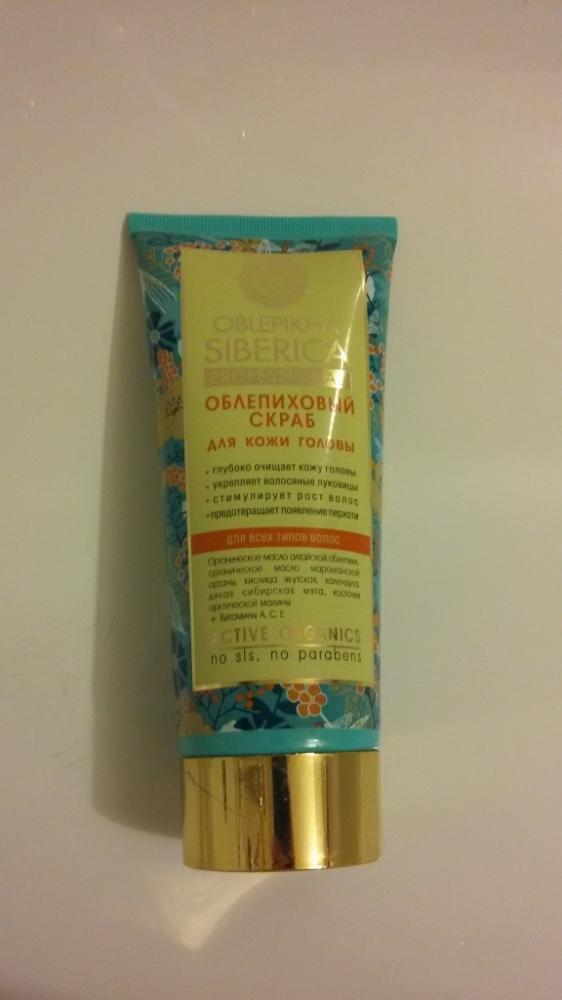 OBLEPIKHA
SIBERICA
PROFESSIONAL
ОБЛЕПИХОВЫЙ
СКРАБ
ДЛЯ КОЖИ ГОЛОВЫ
• глубоко очищает кожу головы
• укрепляет волосяные луковицы
• стимулирует рост волос
• предотвращает появление перхоти
ДЛЯ ВСЕХ ТИПОВ ВОЛОС
Органическое масло алтайской облепихи,
органическое масло марокканской
арганы, кислица якутская, календула,
дикая сибирская мята, косточки
арктической малины
+ Витамины А, С, Е
ACTIVE ORGANICS
no sls, no parabens